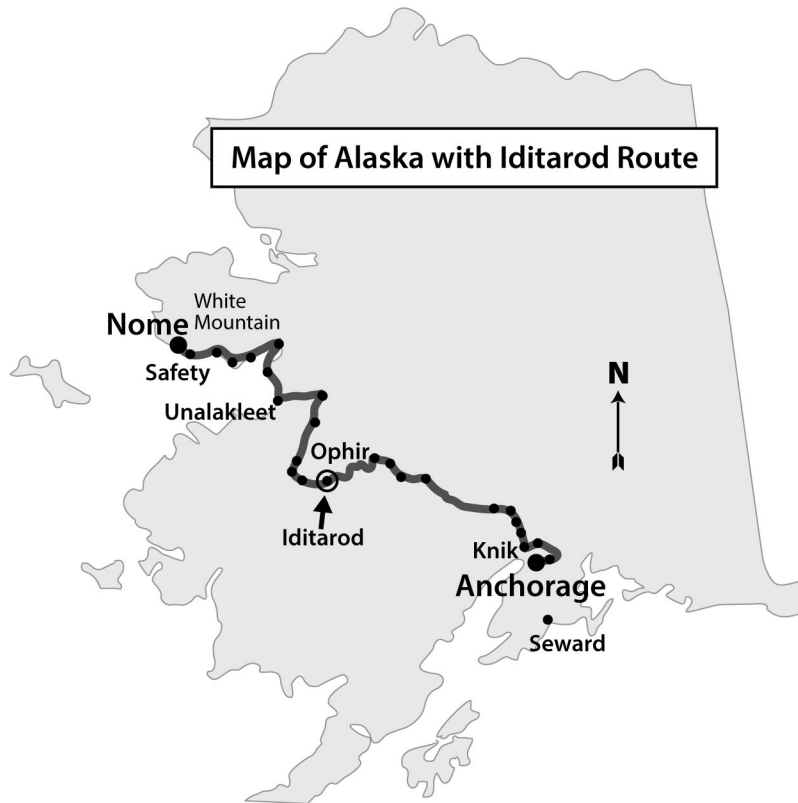 Map of Alaska with Iditarod Route
White
Mountain
Nome
Safety
Unalakleet
Ophir
Iditarod
N
Knik
Anchorage
Seward